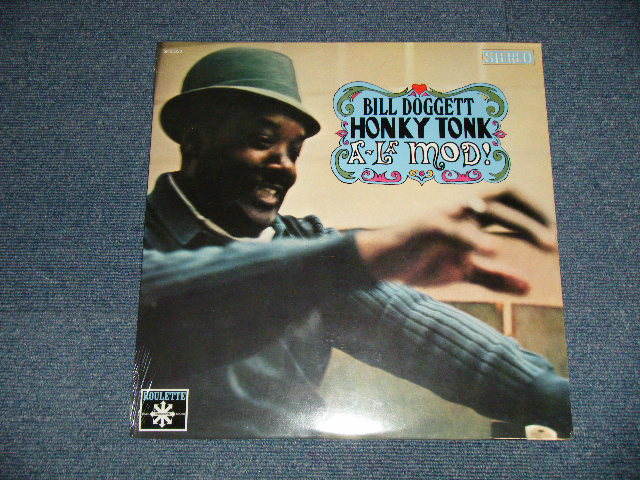 STEREO
BILL DOGGETT
HONKY TONK
A-LA MOD!
ROULETTE